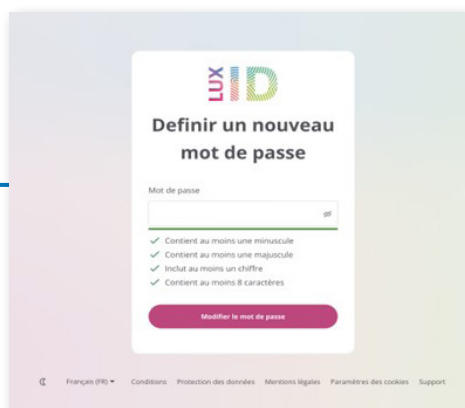 LUX ID
Definir un nouveau
mot de passe
Mot de passe
Contient au moins une minuscule
Contient au moins une majuscule
Inclut au moins un chiffre
Contient au moins 8 caractères
Modifier le mot de passe
Français (FR) Conditions Protection des données Mentions légales Paramètres des cookies Support